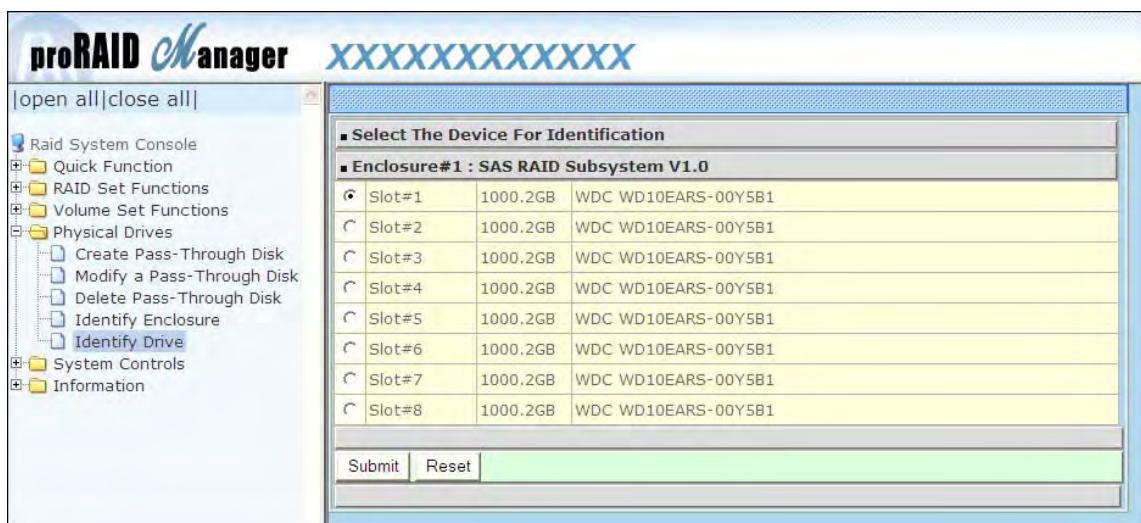 proRAID Manager XXXXXXXXXXXXX
|open all|close all|
Raid System Console
Quick Function
RAID Set Functions
Volume Set Functions
Physical Drives
Create Pass-Through Disk
Modify a Pass-Through Disk
Delete Pass-Through Disk
Identify Enclosure
Identify Drive
System Controls
Information
Select The Device For Identification
Enclosure#1 : SAS RAID Subsystem V1.0
Slot#1 1000.2GB WDC WD10EARS-00Y5B1
Slot#2 1000.2GB WDC WD10EARS-00Y5B1
Slot#3 1000.2GB WDC WD10EARS-00Y5B1
Slot#4 1000.2GB WDC WD10EARS-00Y5B1
Slot#5 1000.2GB WDC WD10EARS-00Y5B1
Slot#6 1000.2GB WDC WD10EARS-00Y5B1
Slot#7 1000.2GB WDC WD10EARS-00Y5B1
Slot#8 1000.2GB WDC WD10EARS-00Y5B1
Submit Reset